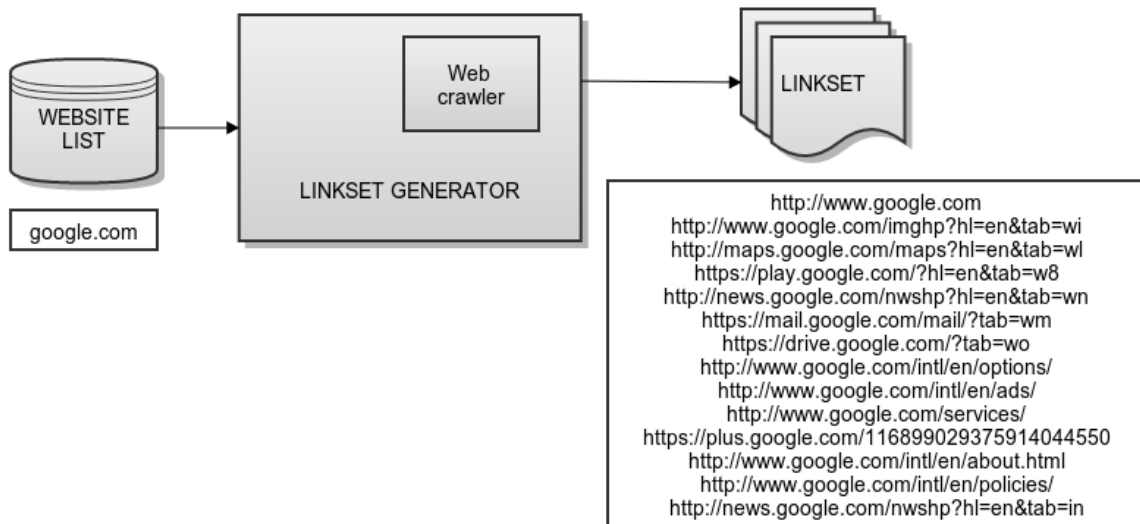 WEBSITE
LIST
google.com
Web
crawler
LINKSET GENERATOR
LINKSET
http://www.google.com
http://www.google.com/imghp?hl=en&tab=wi
http://maps.google.com/maps?hl=en&tab=wl
https://play.google.com/?hl=en&tab=w8
http://news.google.com/nwshp?hl=en&tab=wn
https://mail.google.com/mail/?tab=wm
https://drive.google.com/?tab=wo
http://www.google.com/intl/en/options/
http://www.google.com/intl/en/ads/
http://www.google.com/services/
https://plus.google.com/116899029375914044550
http://www.google.com/intl/en/about.html
http://www.google.com/intl/en/policies/
http://news.google.com/nwshp?hl=en&tab=in